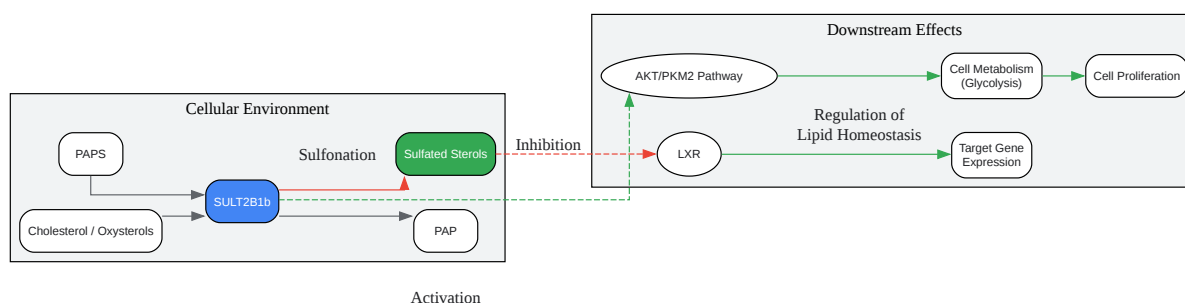 Downstream Effects
AKT/PKM2 Pathway
Cell Metabolism
(Glycolysis)
Cell Proliferation
Cellular Environment
Regulation of
Lipid Homeostasis
PAPS
Sulfonation
Sulfated Sterols
Inhibition
LXR
Target Gene
Expression
SULT2B1b
Cholesterol / Oxysterols
PAP
Activation